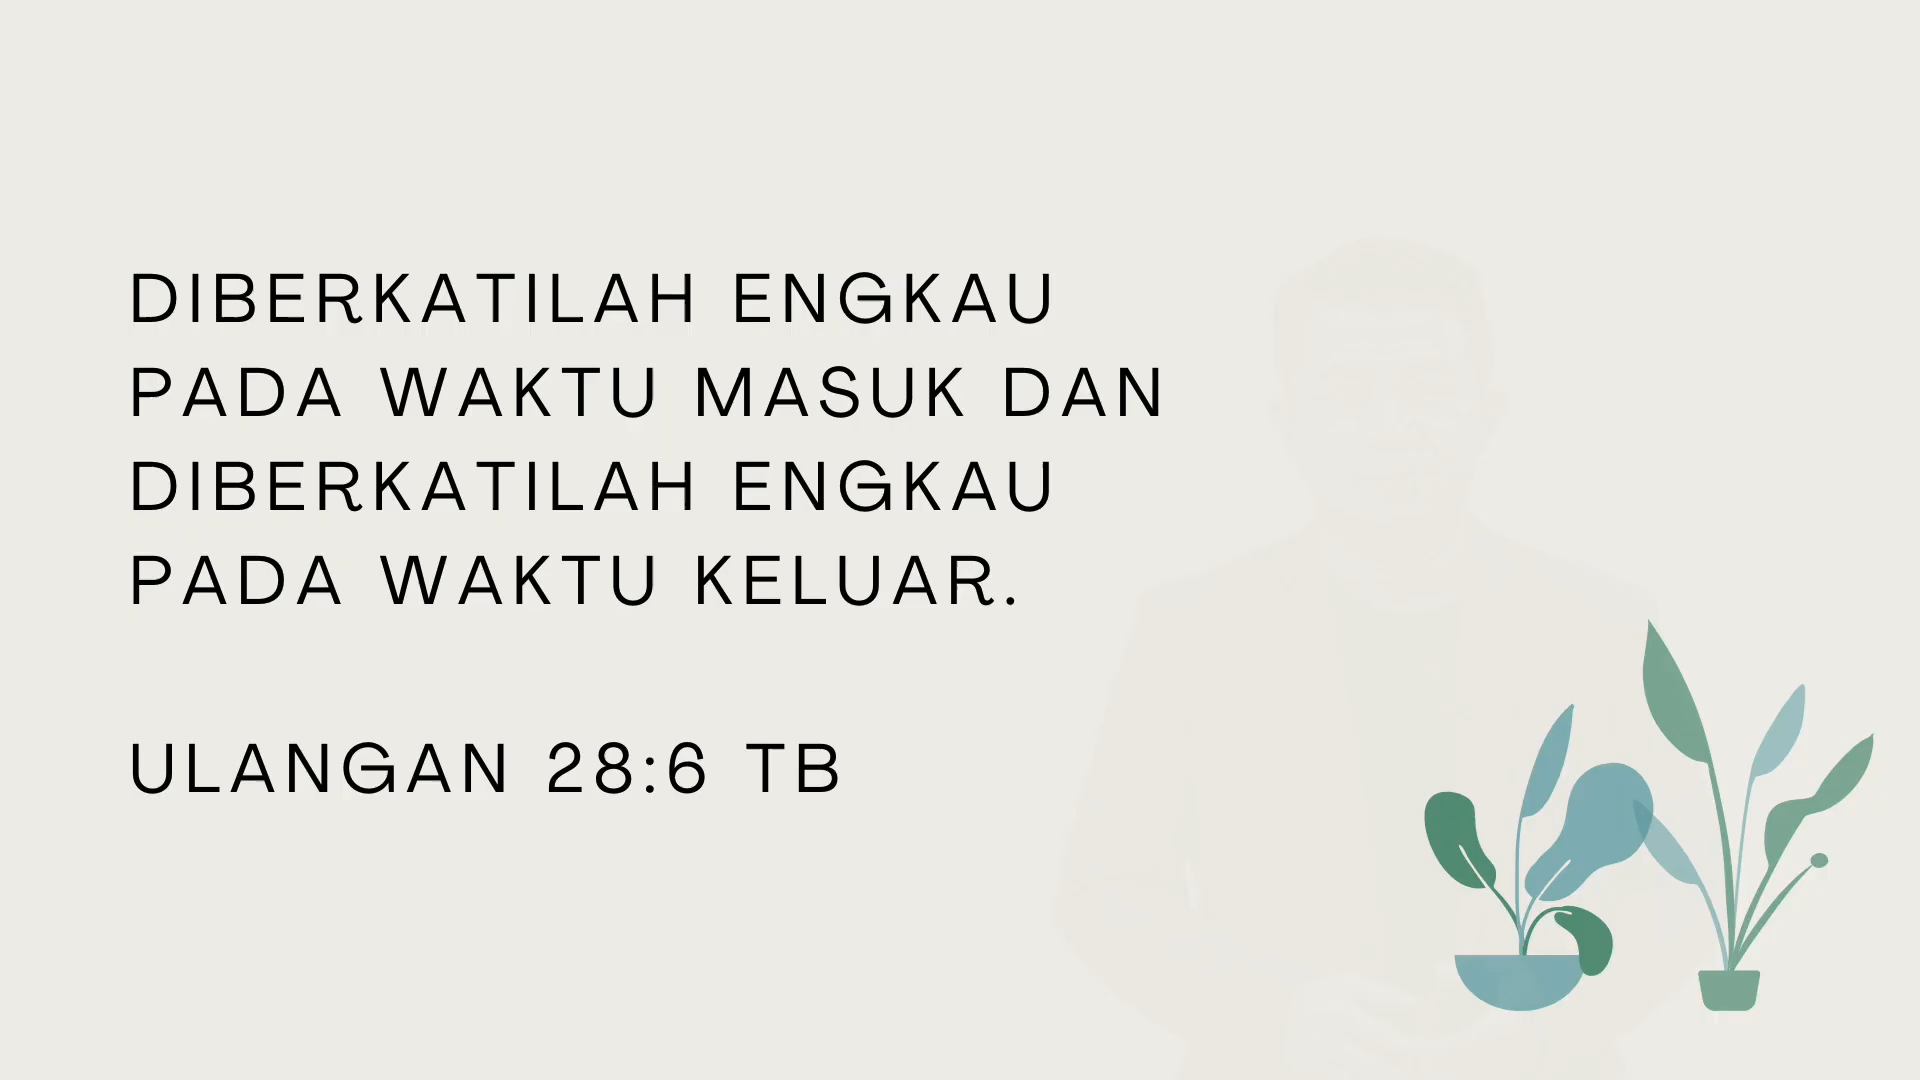 DIBERKATILAH ENGKAU
PADA WAKTU MASUK DAN
DIBERKATILAH ENGKAU
PADA WAKTU KELUAR.
ULANGAN 28:6 TB